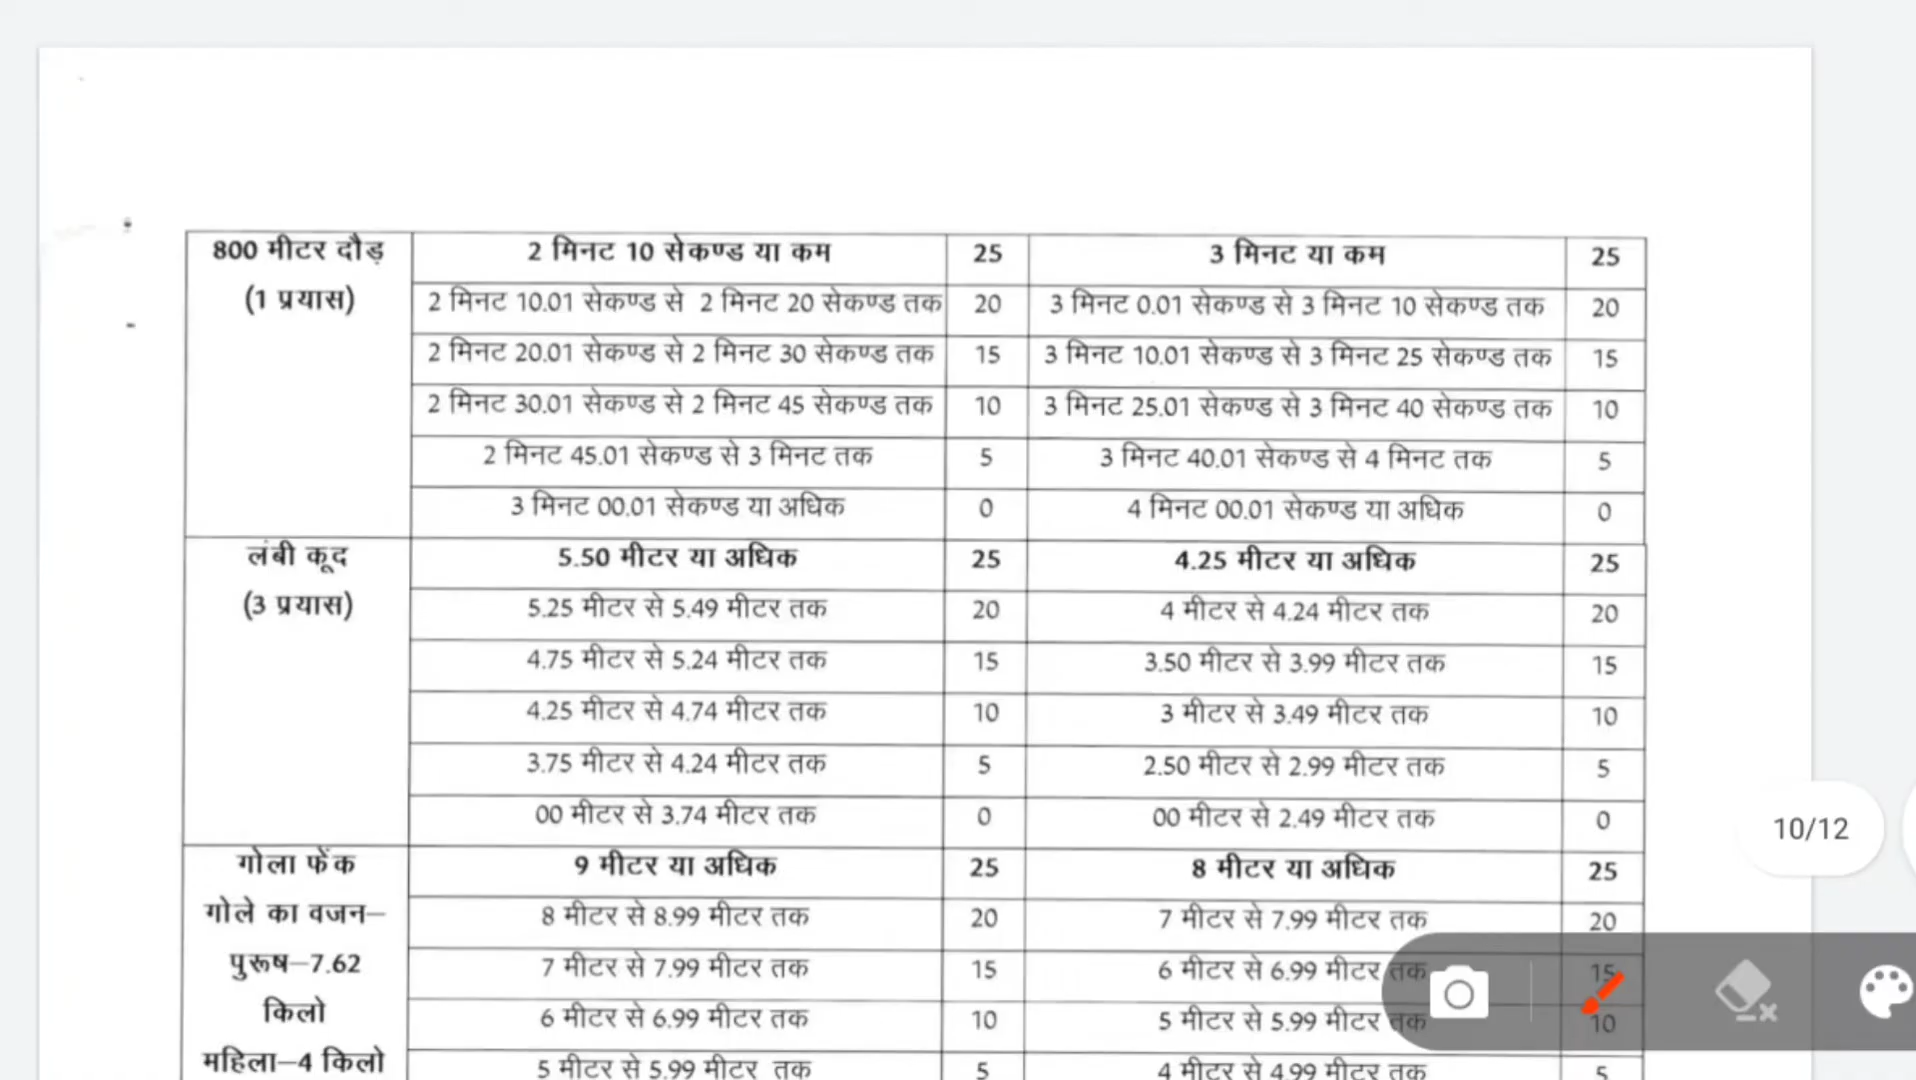 800 मीटर दौड़ 2 मिनट 10 सेकण्ड या कम 25 3 मिनट या कम 25
(1 प्रयास) 2 मिनट 10.01 सेकण्ड से 2 मिनट 20 सेकण्ड तक 20 3 मिनट 0.01 सेकण्ड से 3 मिनट 10 सेकण्ड तक 20
2 मिनट 20.01 सेकण्ड से 2 मिनट 30 सेकण्ड तक 15 3 मिनट 10.01 सेकण्ड से 3 मिनट 25 सेकण्ड तक 15
2 मिनट 30.01 सेकण्ड से 2 मिनट 45 सेकण्ड तक 10 3 मिनट 25.01 सेकण्ड से 3 मिनट 40 सेकण्ड तक 10
2 मिनट 45.01 सेकण्ड से 3 मिनट तक 5 3 मिनट 40.01 सेकण्ड से 4 मिनट तक 5
3 मिनट 00.01 सेकण्ड या अधिक 0 4 मिनट 00.01 सेकण्ड या अधिक 0
लंबी कूद 5.50 मीटर या अधिक 25 4.25 मीटर या अधिक 25
(3 प्रयास) 5.25 मीटर से 5.49 मीटर तक 20 4 मीटर से 4.24 मीटर तक 20
4.75 मीटर से 5.24 मीटर तक 15 3.50 मीटर से 3.99 मीटर तक 15
4.25 मीटर से 4.74 मीटर तक 10 3 मीटर से 3.49 मीटर तक 10
3.75 मीटर से 4.24 मीटर तक 5 2.50 मीटर से 2.99 मीटर तक 5
00 मीटर से 3.74 मीटर तक 0 00 मीटर से 2.49 मीटर तक 0
10/12
गोला फेंक 9 मीटर या अधिक 25 8 मीटर या अधिक 25
गोले का वजन– 8 मीटर से 8.99 मीटर तक 20 7 मीटर से 7.99 मीटर तक 20
पुरूष–7.62 7 मीटर से 7.99 मीटर तक 15 6 मीटर से 6.99 मीटर तक 15
किलो 6 मीटर से 6.99 मीटर तक 10 5 मीटर से 5.99 मीटर तक 10
महिला–4 किलो 5 मीटर से 5.99 मीटर तक 5 4 मीटर से 4.99 मीटर तक 5